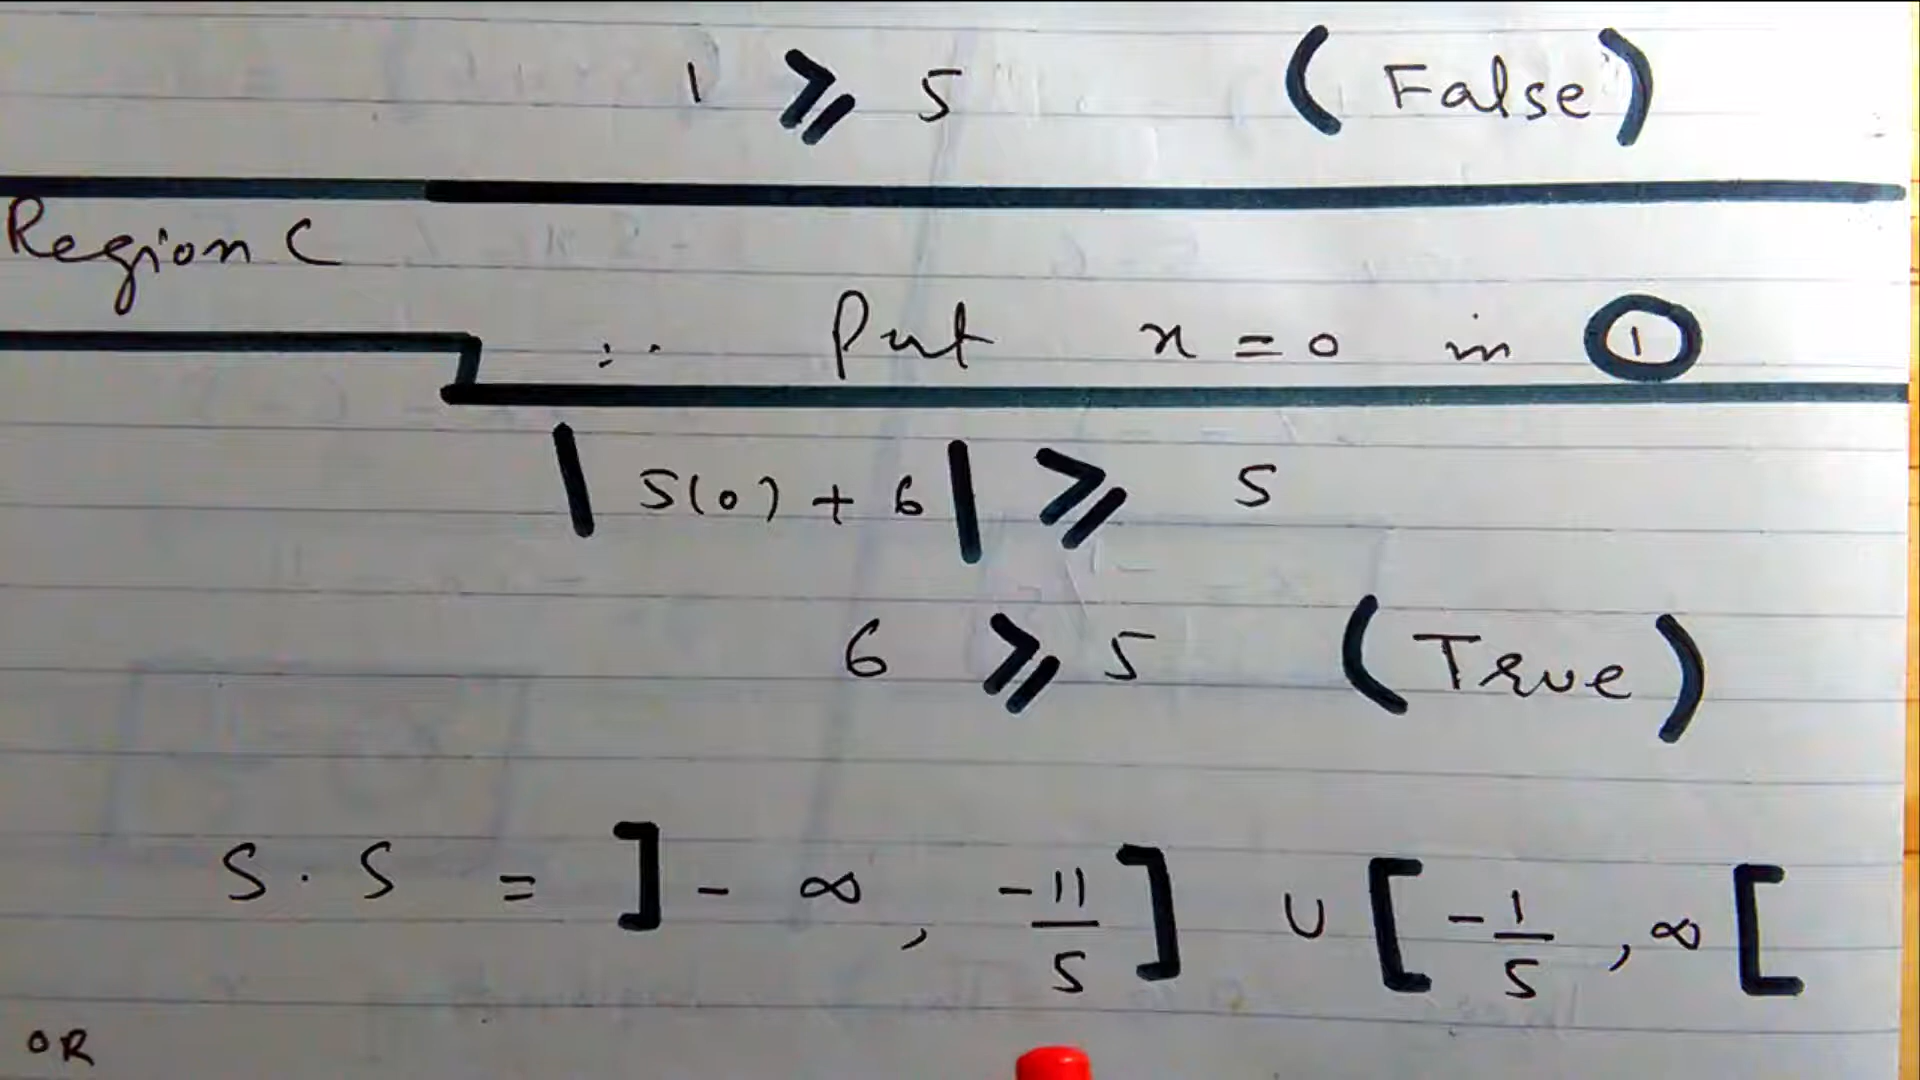 1 ⩾ 5 (False)
Region C
∴ Put x = 0 in ①
|5(0) + 6| ⩾ 5
6 ⩾ 5 (True)
S.S = ]-∞, -11/5] ∪ [-1/5, ∞[
OR